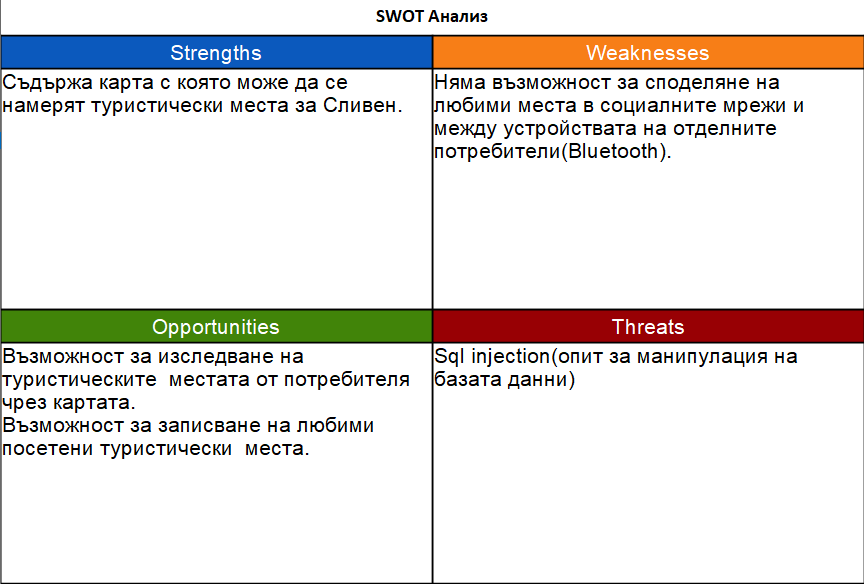 SWOT Анализ
Strengths
Съдържа карта с която може да се
намерят туристически места за Сливен.
Weaknesses
Няма възможност за споделяне на
любими места в социалните мрежи и
между устройствата на отделните
потребители(Bluetooth).
Opportunities
Възможност за изследване на
туристическите  местата от потребителя
чрез картата.
Възможност за записване на любими
посетени туристически  места.
Threats
Sql injection(опит за манипулация на
базата данни)